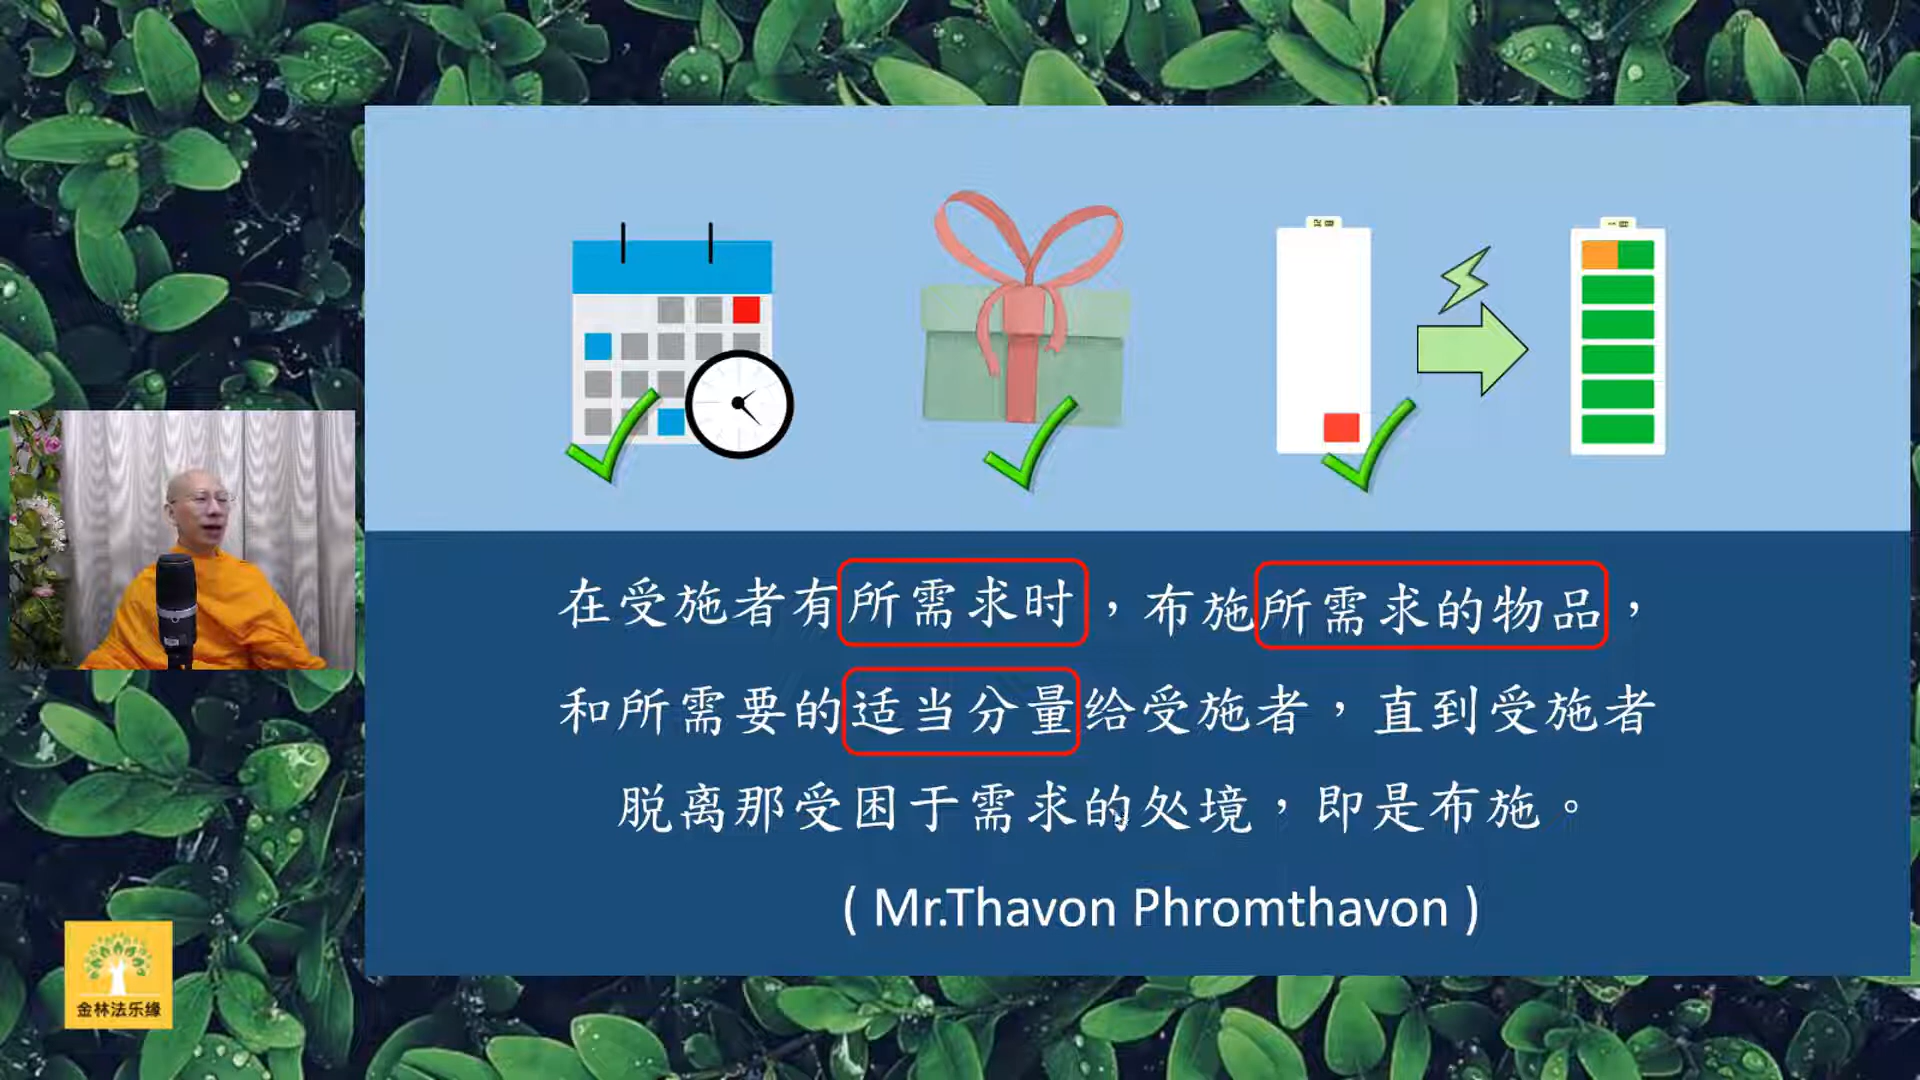 在受施者有所需求时，布施所需求的物品，
和所需要的适当分量给受施者，直到受施者
脱离那受困于需求的处境，即是布施。
( Mr.Thavon Phromthavon )
金林法乐缘